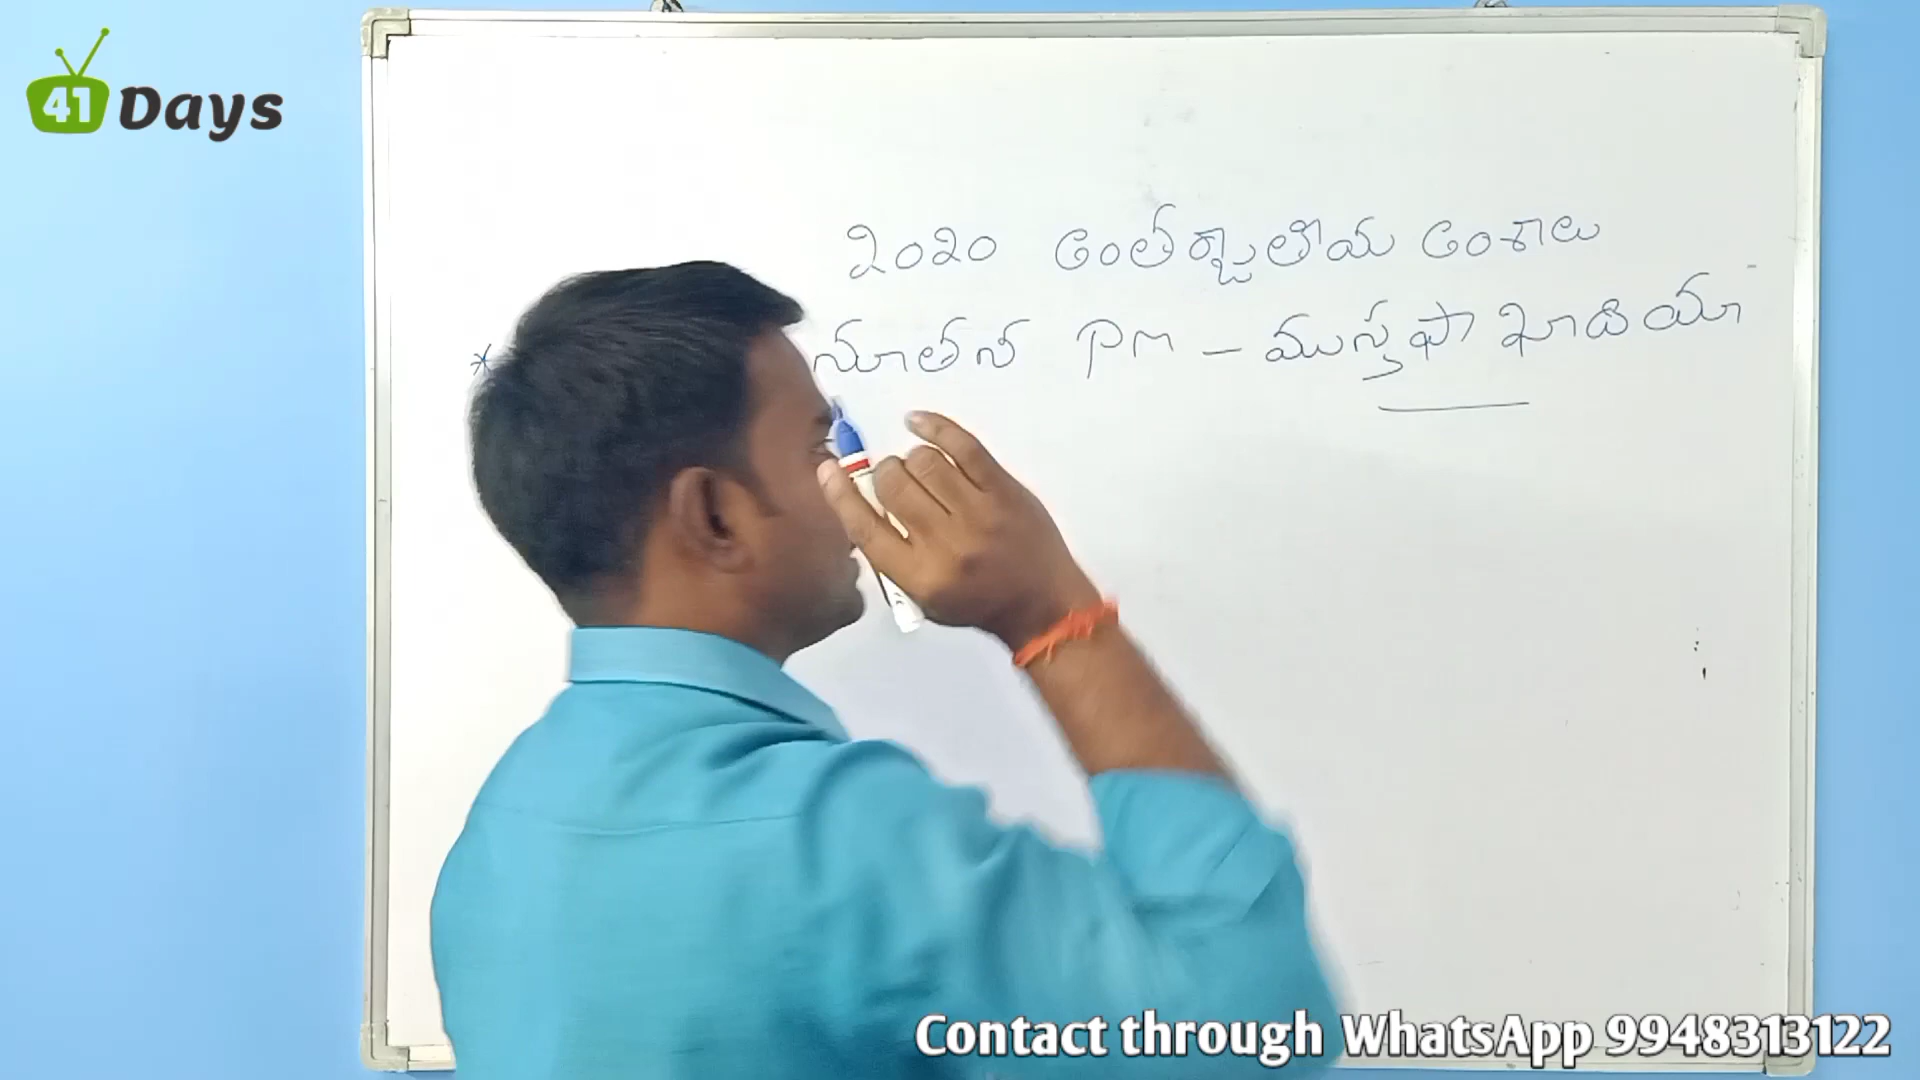 41 Days
2020 అంతర్జాతీయ అంశాలు
* నూతన PM – ముస్తఫా ఖాదియా
Contact through WhatsApp 9948313122